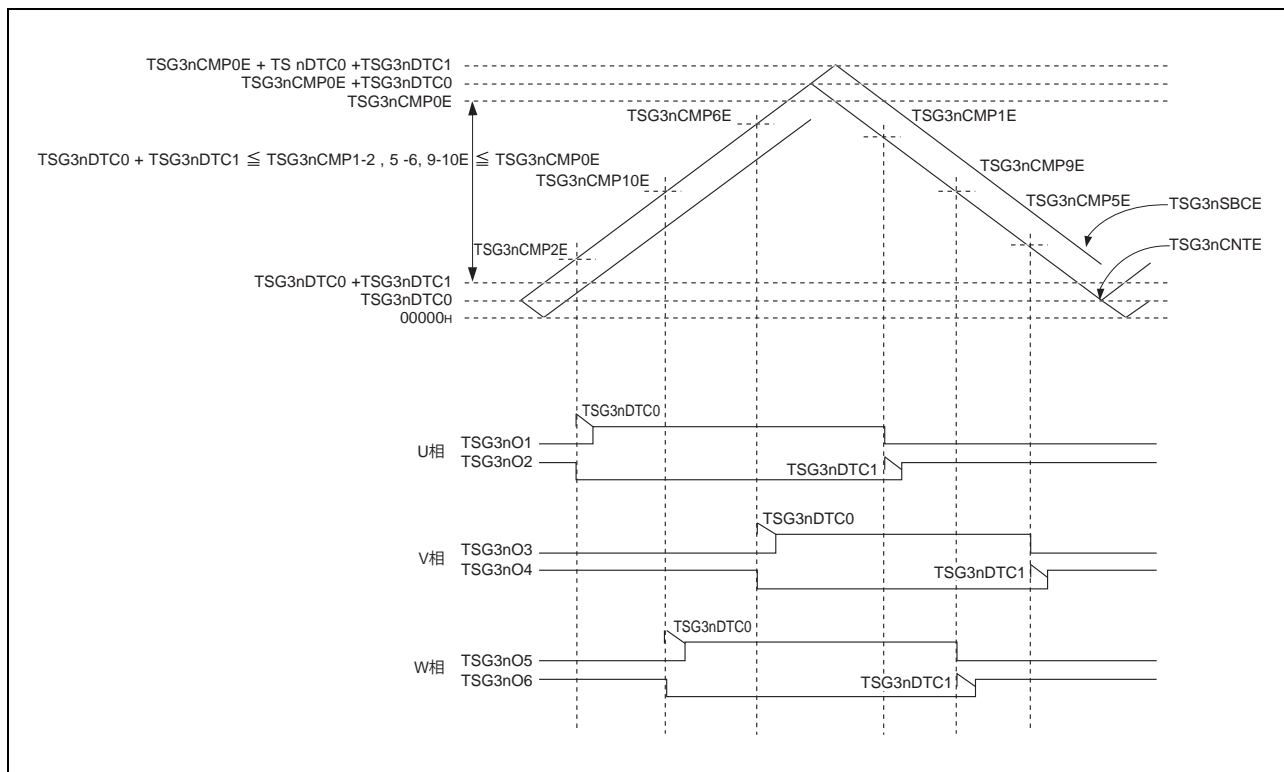 TSG3nCMP0E + TS nDTC0 +TSG3nDTC1
TSG3nCMP0E +TSG3nDTC0
TSG3nCMP0E
TSG3nCMP6E
TSG3nCMP1E
TSG3nDTC0 + TSG3nDTC1 ≦ TSG3nCMP1-2 , 5 -6, 9-10E ≦ TSG3nCMP0E
TSG3nCMP9E
TSG3nCMP10E
TSG3nCMP5E
TSG3nSBCE
TSG3nCMP2E
TSG3nCNTE
TSG3nDTC0 +TSG3nDTC1
TSG3nDTC0
00000H
TSG3nDTC0
U相
TSG3nO1
TSG3nO2
TSG3nDTC1
TSG3nDTC0
V相
TSG3nO3
TSG3nO4
TSG3nDTC1
TSG3nDTC0
W相
TSG3nO5
TSG3nO6
TSG3nDTC1